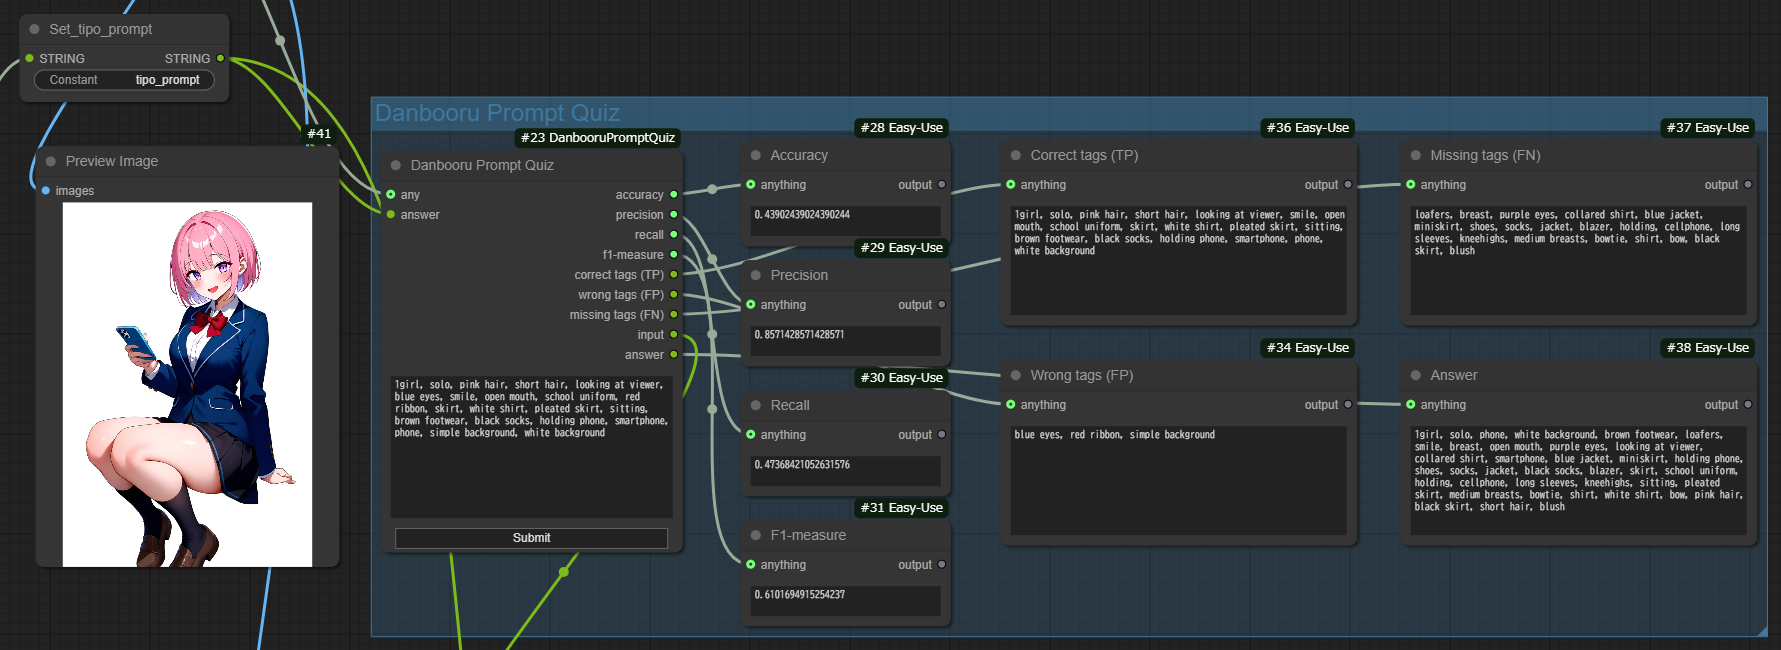 Set_tipo_prompt
STRING STRING
Constant tipo_prompt
#41
Preview Image
images
Danbooru Prompt Quiz
#23 DanbooruPromptQuiz
Danbooru Prompt Quiz
any accuracy
answer precision
recall
f1-measure
correct tags (TP)
wrong tags (FP)
missing tags (FN)
input
answer
1girl, solo, pink hair, short hair, looking at viewer,
blue eyes, smile, open mouth, school uniform, red
ribbon, skirt, white shirt, pleated skirt, sitting,
brown footwear, black socks, holding phone, smartphone,
phone, simple background, white background
Submit
#28 Easy-Use
Accuracy
anything output
0.43902439024390244
#29 Easy-Use
Precision
anything output
0.8571428571428571
#30 Easy-Use
Recall
anything output
0.47368421052631576
#31 Easy-Use
F1-measure
anything output
0.6101694915254237
#36 Easy-Use
Correct tags (TP)
anything output
1girl, solo, pink hair, short hair, looking at viewer, smile, open
mouth, school uniform, skirt, white shirt, pleated skirt, sitting,
brown footwear, black socks, holding phone, smartphone, phone,
white background
#34 Easy-Use
Wrong tags (FP)
anything output
blue eyes, red ribbon, simple background
#37 Easy-Use
Missing tags (FN)
anything output
loafers, breast, purple eyes, collared shirt, blue jacket,
miniskirt, shoes, socks, jacket, blazer, holding, cellphone, long
sleeves, kneehighs, medium breasts, bowtie, shirt, bow, black
skirt, blush
#38 Easy-Use
Answer
anything output
1girl, solo, phone, white background, brown footwear, loafers,
smile, breast, open mouth, purple eyes, looking at viewer,
collared shirt, smartphone, blue jacket, miniskirt, holding phone,
shoes, socks, jacket, black socks, blazer, skirt, school uniform,
holding, cellphone, long sleeves, kneehighs, sitting, pleated
skirt, medium breasts, bowtie, shirt, white shirt, bow, pink hair,
black skirt, short hair, blush